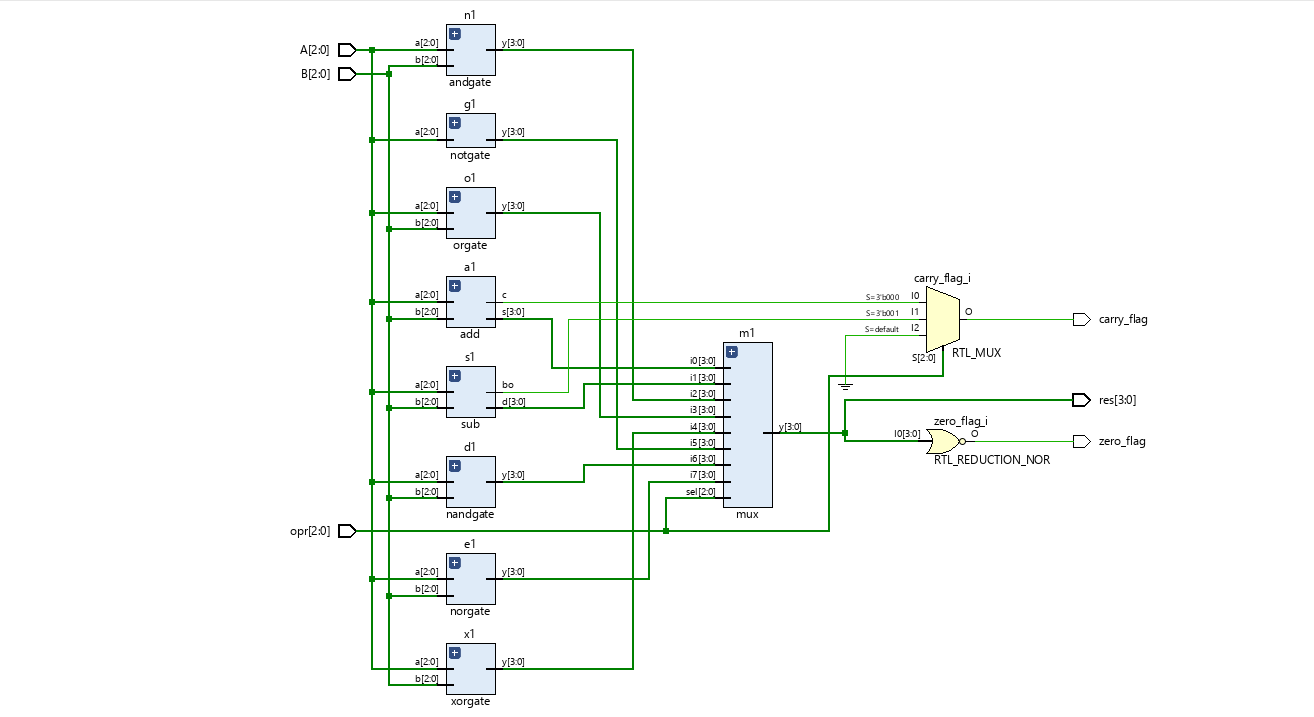 n1
A[2:0]
a[2:0]
y[3:0]
b[2:0]
B[2:0]
andgate
g1
a[2:0]
y[3:0]
notgate
o1
a[2:0]
y[3:0]
b[2:0]
orgate
a1
a[2:0]
c
b[2:0]
s[3:0]
add
s1
a[2:0]
bo
b[2:0]
d[3:0]
sub
d1
a[2:0]
y[3:0]
b[2:0]
nandgate
opr[2:0]
e1
a[2:0]
y[3:0]
b[2:0]
norgate
x1
a[2:0]
y[3:0]
b[2:0]
xorgate
m1
i0[3:0]
i1[3:0]
i2[3:0]
i3[3:0]
i4[3:0]
y[3:0]
i5[3:0]
i6[3:0]
i7[3:0]
sel[2:0]
mux
carry_flag_i
S=3'b000
I0
S=3'b001
I1
O
S=default
I2
S[2:0]
RTL_MUX
carry_flag
res[3:0]
zero_flag_i
I0[3:0]
O
RTL_REDUCTION_NOR
zero_flag